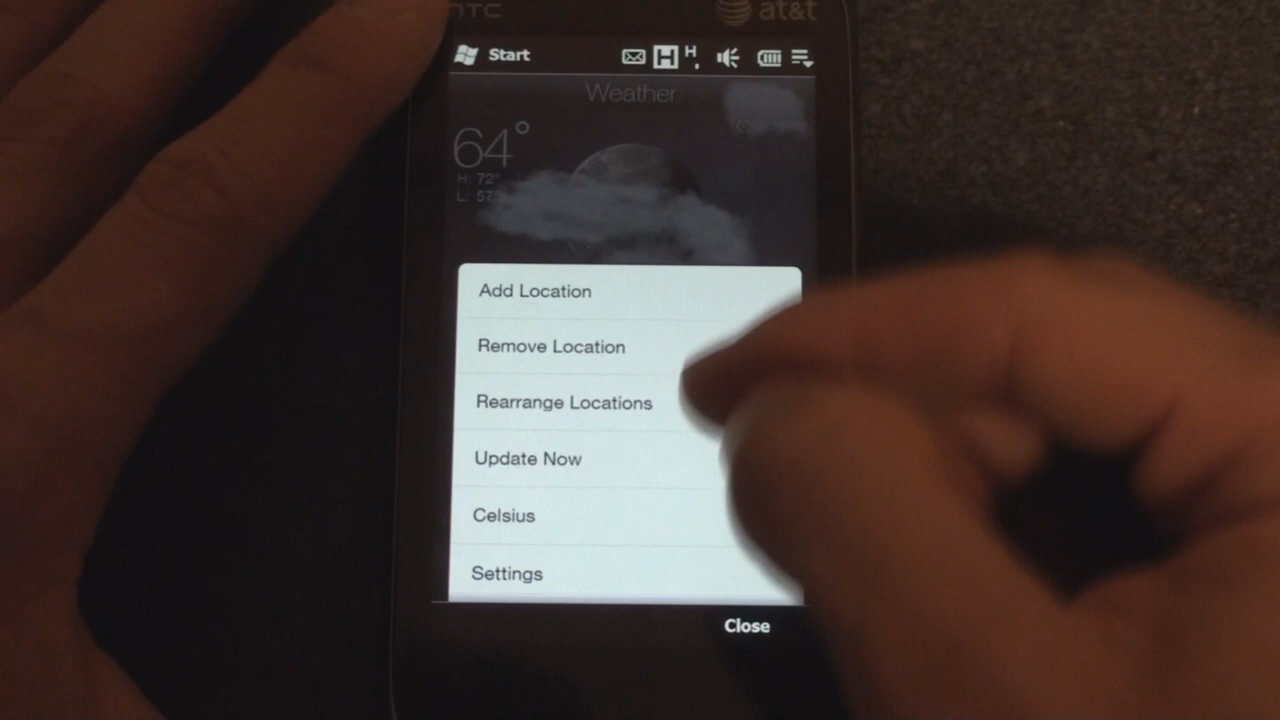 HTC
at&t
Start
H
H
Weather
64°
H: 72°
L: 57
Add Location
Remove Location
Rearrange Locations
Update Now
Celsius
Settings
Close